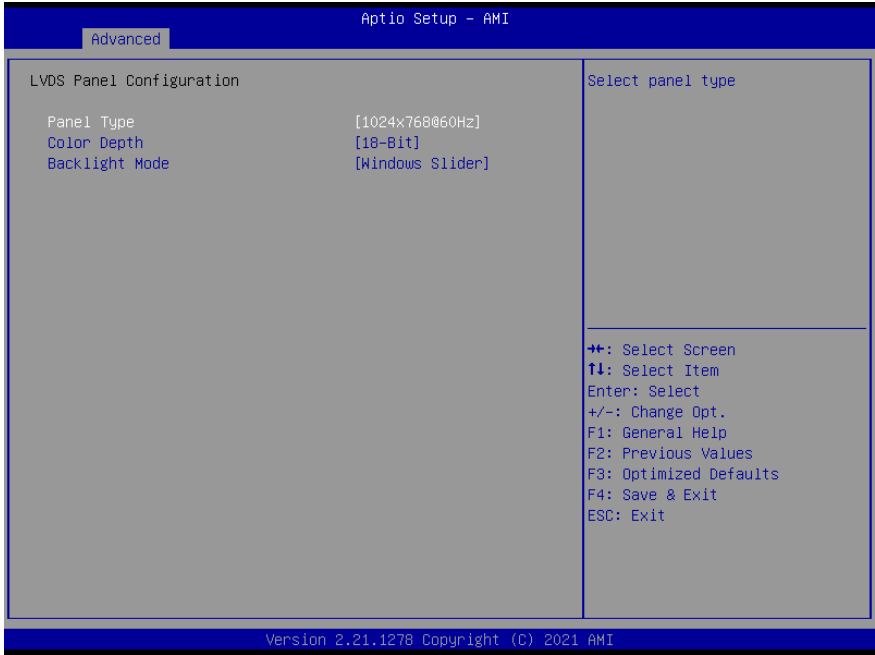 Aptio Setup – AMI
Advanced
LVDS Panel Configuration
Panel Type [1024x768@60Hz]
Color Depth [18-Bit]
Backlight Mode [Windows Slider]
Select panel type
→←: Select Screen
↑↓: Select Item
Enter: Select
+/-: Change Opt.
F1: General Help
F2: Previous Values
F3: Optimized Defaults
F4: Save & Exit
ESC: Exit
Version 2.21.1278 Copyright (C) 2021 AMI